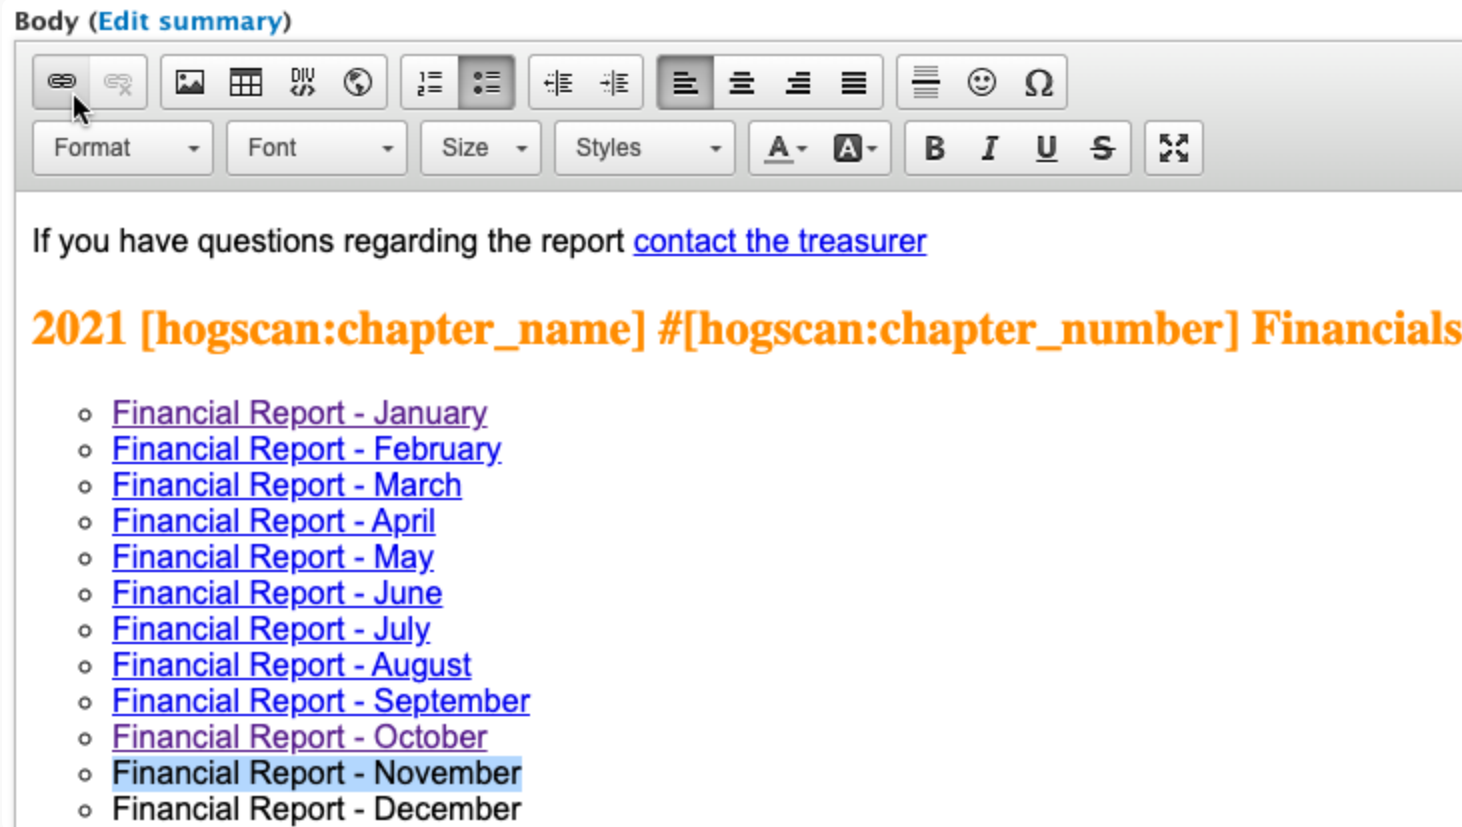 Body (Edit summary)
DIV
Format Font Size Styles A A B I U S
If you have questions regarding the report contact the treasurer
2021 [hogscan:chapter_name] #[hogscan:chapter_number] Financials
Financial Report - January
Financial Report - February
Financial Report - March
Financial Report - April
Financial Report - May
Financial Report - June
Financial Report - July
Financial Report - August
Financial Report - September
Financial Report - October
Financial Report - November
Financial Report - December